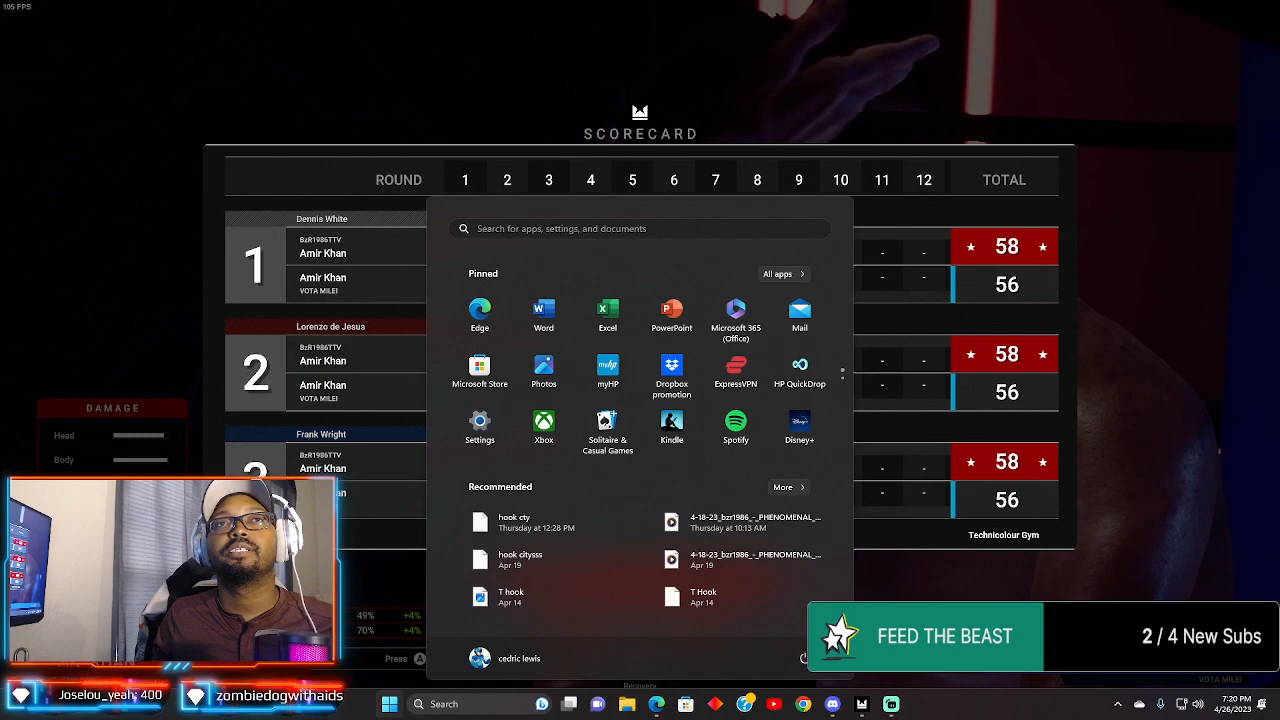 105 FPS
SCORECARD
ROUND 1 2 3 4 5 6 7 8 9 10 11 12 TOTAL
Dennis White
1
BzR1986TTV
Amir Khan
58
Amir Khan
VOTA MILEI
- -
56
Lorenzo de Jesus
2
BzR1986TTV
Amir Khan
58
Amir Khan
VOTA MILEI
- -
56
Frank Wright
BzR1986TTV
Amir Khan
58
- -
56
Technicolour Gym
DAMAGE
Head
Body
49% +4%
70% +4%
Press A
Recovery
VOTA MILEI
Search for apps, settings, and documents
Pinned
All apps >
Edge
Word
Excel
PowerPoint
Microsoft 365 (Office)
Mail
Microsoft Store
Photos
myHP
Dropbox promotion
ExpressVPN
HP QuickDrop
Settings
Xbox
Solitaire & Casual Games
Kindle
Spotify
Disney+
Recommended
More >
hook cty
Thursday at 12:28 PM
4-18-23_bzr1986_-_PHENOMENAL_...
Thursday at 10:13 AM
hook citysss
Apr 19
4-18-23_bzr1986_-_PHENOMENAL_...
Apr 19
T hook
Apr 14
T Hook
Apr 14
cedric lewis
FEED THE BEAST
2 / 4 New Subs
Joselou_yeah: 400
zombiedogwithaids
Search
7:20 PM
4/26/2023